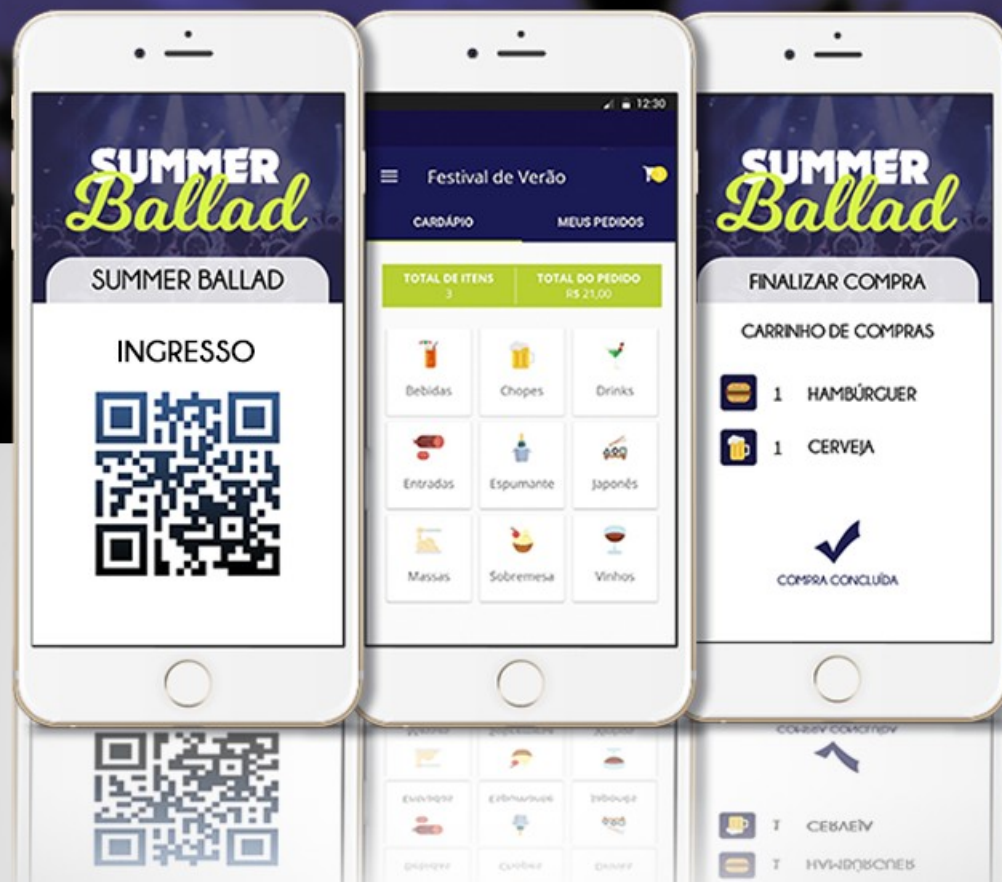 SUMMER
Ballad
SUMMER BALLAD
INGRESSO
12:30
Festival de Verão
CARDÁPIO MEUS PEDIDOS
TOTAL DE ITENS TOTAL DO PEDIDO
3 R$ 21,00
Bebidas Chopes Drinks
Entradas Espumante Japonês
Massas Sobremesa Vinhos
SUMMER
Ballad
FINALIZAR COMPRA
CARRINHO DE COMPRAS
1 HAMBÚRGUER
1 CERVEJA
COMPRA CONCLUÍDA